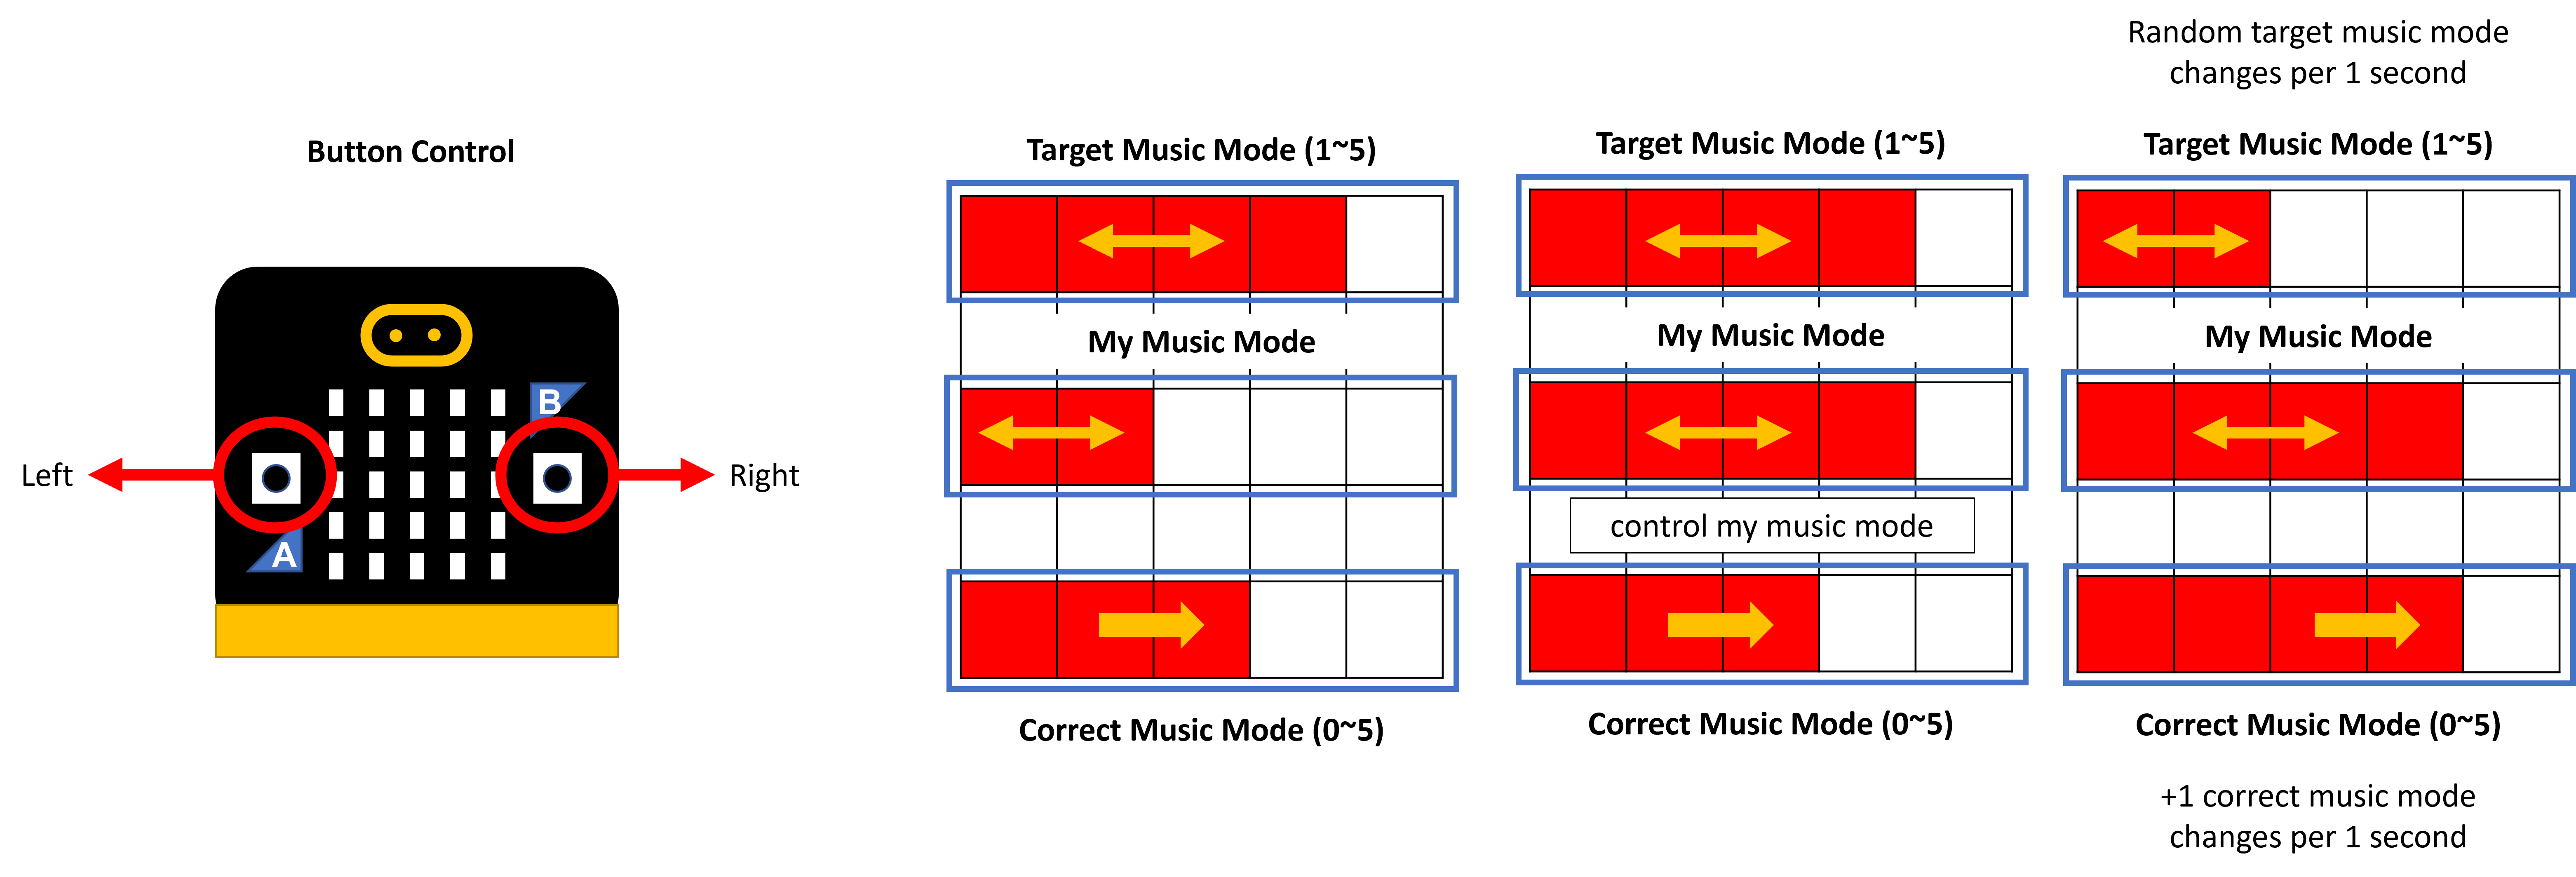 Button Control
Left
A
B
Right
Target Music Mode (1~5)
My Music Mode
Correct Music Mode (0~5)
Target Music Mode (1~5)
My Music Mode
control my music mode
Correct Music Mode (0~5)
Random target music mode
changes per 1 second
Target Music Mode (1~5)
My Music Mode
Correct Music Mode (0~5)
+1 correct music mode
changes per 1 second